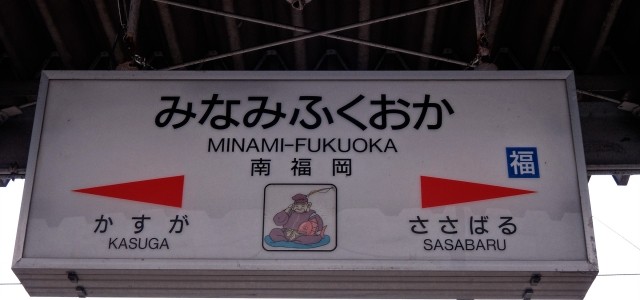 みなみふくおか
MINAMI-FUKUOKA
南福岡
福
かすが
KASUGA
ささばる
SASABARU